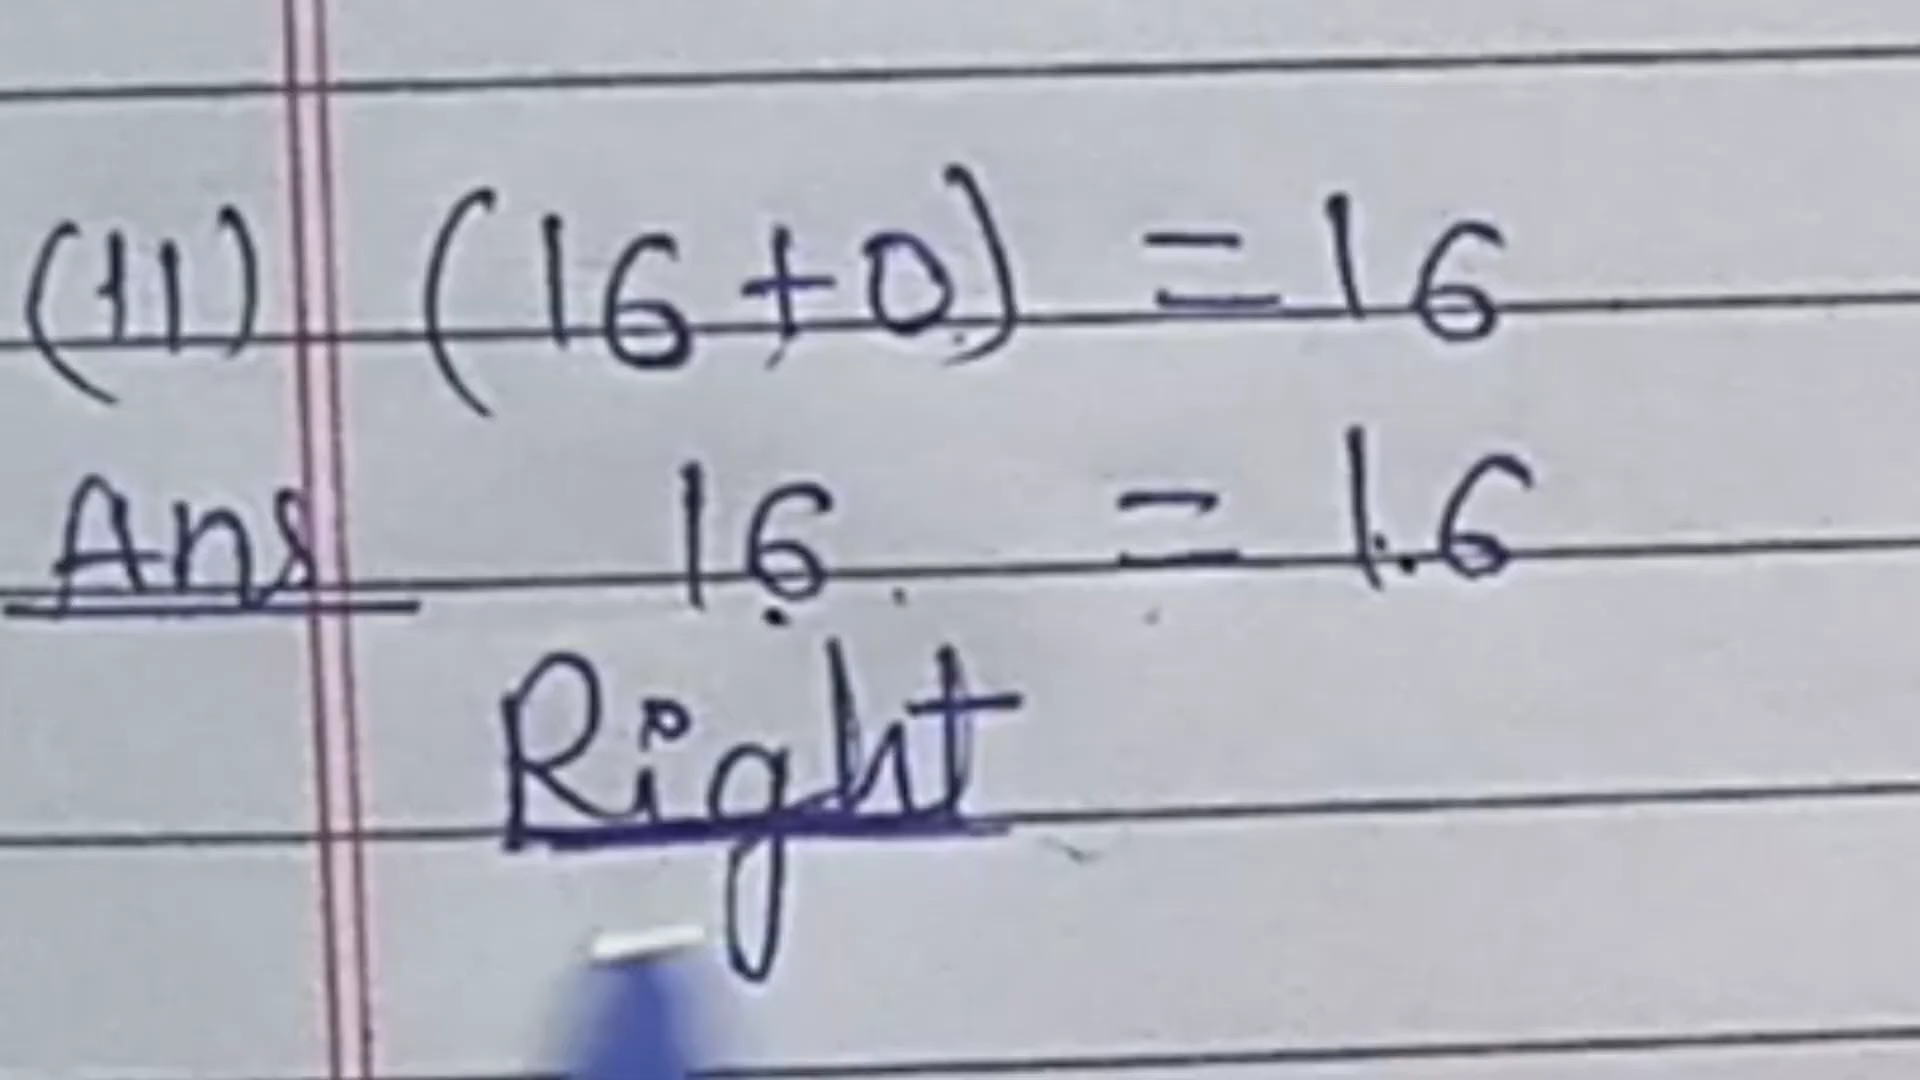 (11) (16+0) = 16
Ans 16 = 16
Right